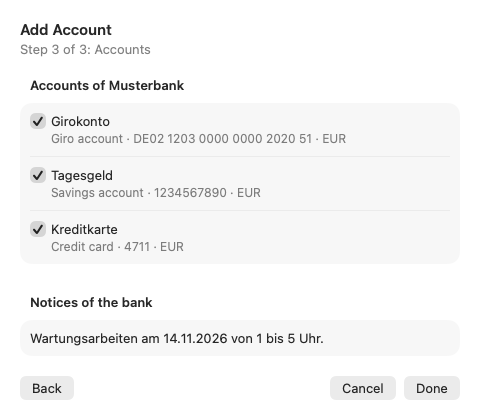 Add Account
Step 3 of 3: Accounts
Accounts of Musterbank
Girokonto
Giro account · DE02 1203 0000 0000 2020 51 · EUR
Tagesgeld
Savings account · 1234567890 · EUR
Kreditkarte
Credit card · 4711 · EUR
Notices of the bank
Wartungsarbeiten am 14.11.2026 von 1 bis 5 Uhr.
Back
Cancel
Done